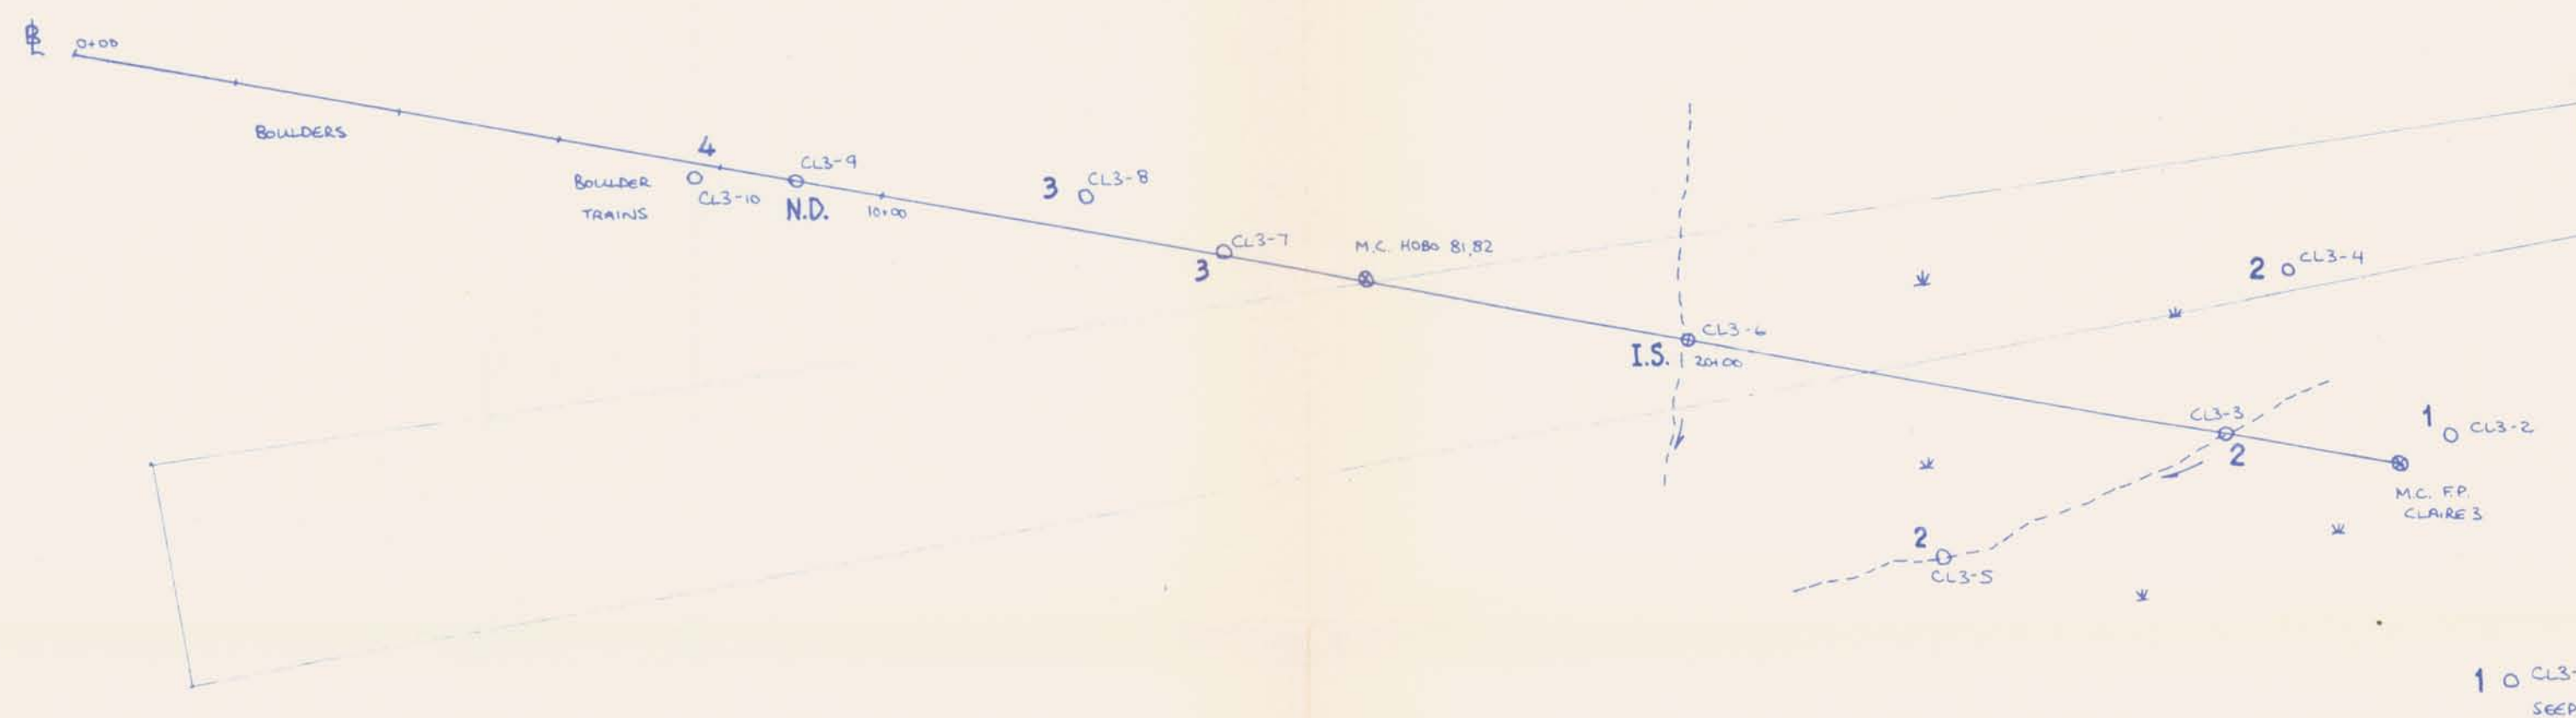 BL
0+00
BOULDERS
4
BOULDER
TRAINS
CL3-10
CL3-9
N.D.
10+00
3
CL3-8
CL3-7
3
M.C. HOBO 81,82
CL3-6
I.S.
20+00
2
CL3-4
CL3-3
2
1
CL3-2
M.C. F.P.
CLAIRE 3
2
CL3-5
1
CL3-